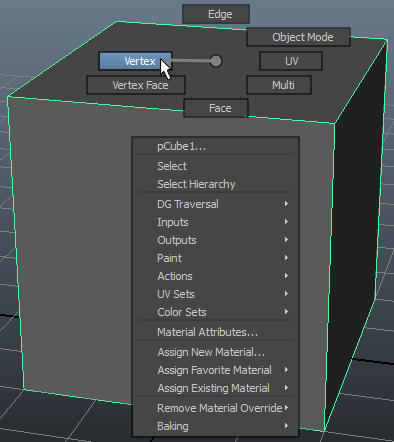 Edge
Object Mode
Vertex
UV
Vertex Face
Multi
Face
pCube1...
Select
Select Hierarchy
DG Traversal
Inputs
Outputs
Paint
Actions
UV Sets
Color Sets
Material Attributes...
Assign New Material...
Assign Favorite Material
Assign Existing Material
Remove Material Override
Baking